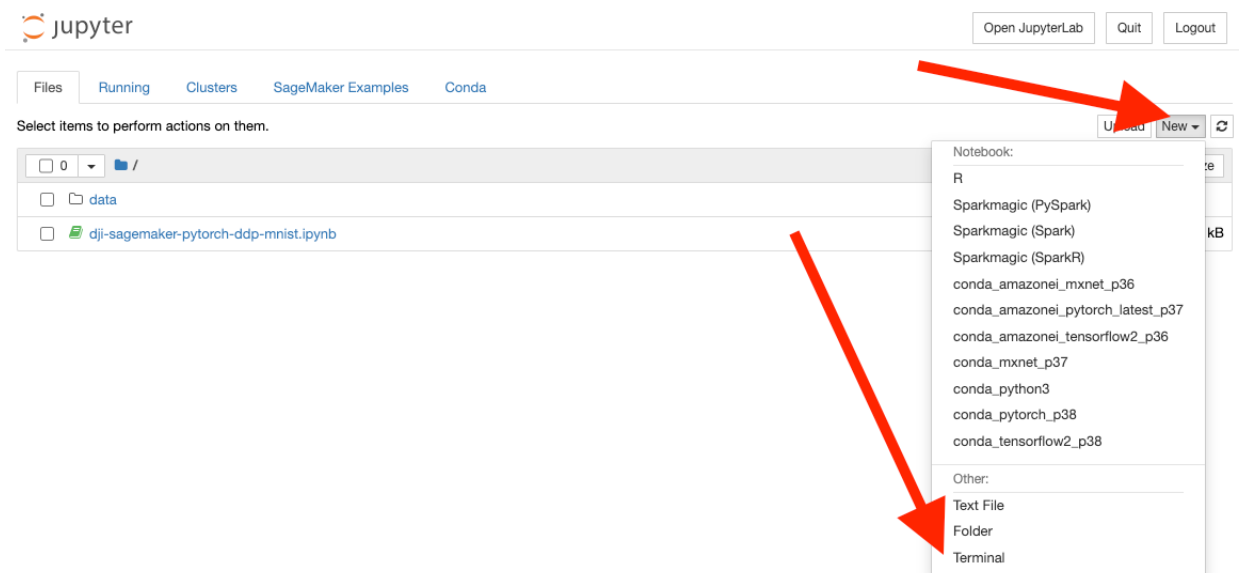 jupyter
Open JupyterLab Quit Logout
Files Running Clusters SageMaker Examples Conda
Select items to perform actions on them.
New
0 /
data
dji-sagemaker-pytorch-ddp-mnist.ipynb
kB
Notebook:
R
Sparkmagic (PySpark)
Sparkmagic (Spark)
Sparkmagic (SparkR)
conda_amazonei_mxnet_p36
conda_amazonei_pytorch_latest_p37
conda_amazonei_tensorflow2_p36
conda_mxnet_p37
conda_python3
conda_pytorch_p38
conda_tensorflow2_p38
Other:
Text File
Folder
Terminal